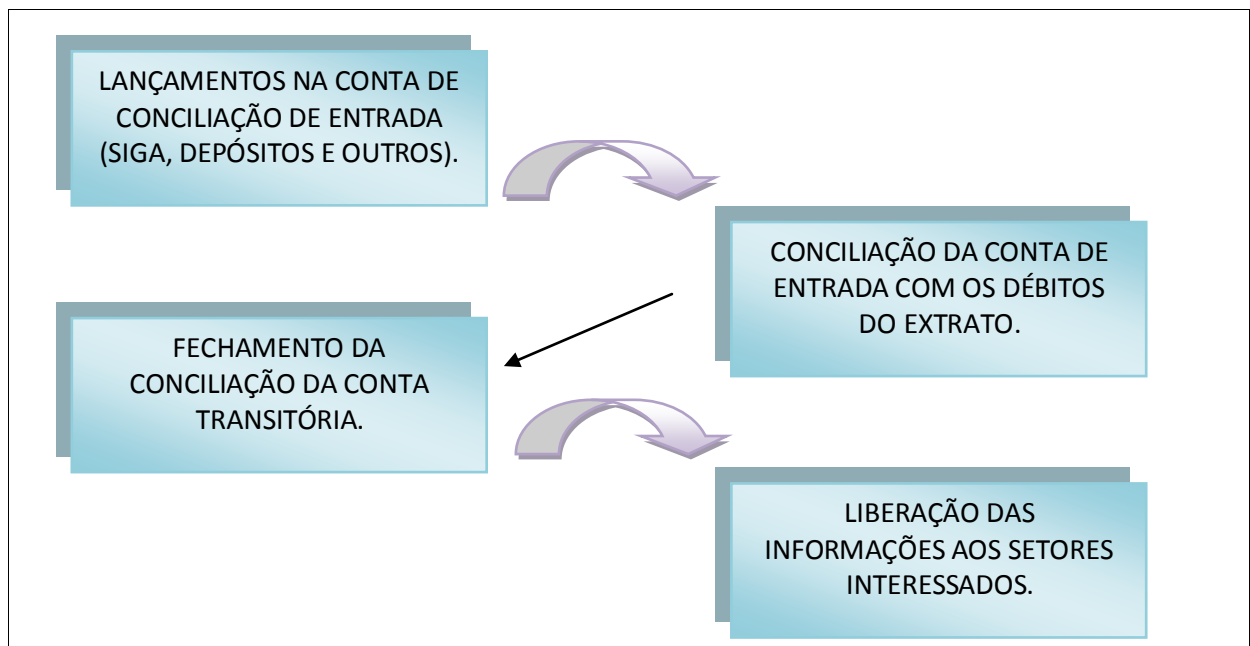 LANÇAMENTOS NA CONTA DE
CONCILIAÇÃO DE ENTRADA
(SIGA, DEPÓSITOS E OUTROS).
CONCILIAÇÃO DA CONTA DE
ENTRADA COM OS DÉBITOS
DO EXTRATO.
FECHAMENTO DA
CONCILIAÇÃO DA CONTA
TRANSITÓRIA.
LIBERAÇÃO DAS
INFORMAÇÕES AOS SETORES
INTERESSADOS.